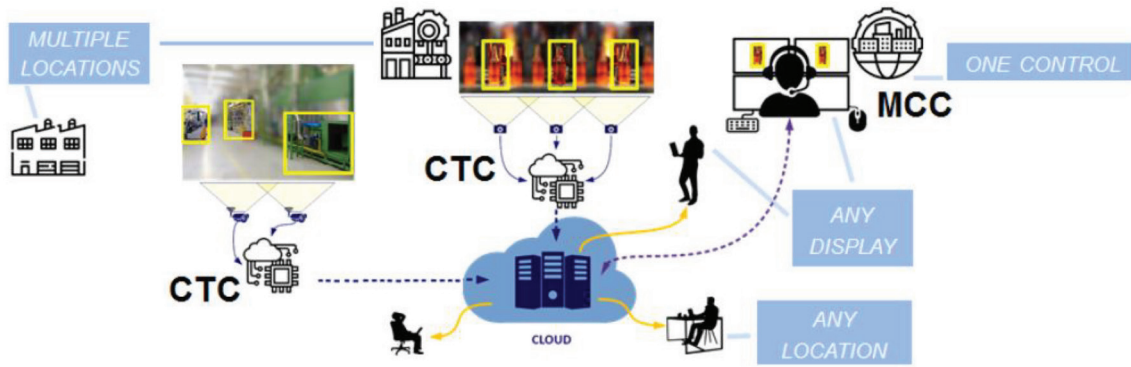 MULTIPLE
LOCATIONS
CTC
MCC
ONE CONTROL
CTC
ANY
DISPLAY
CLOUD
ANY
LOCATION